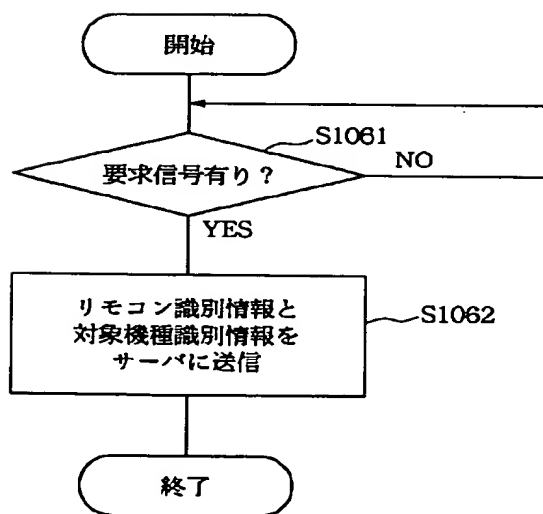 開始
S1061
要求信号有り？
NO
YES
リモコン識別情報と
対象機種識別情報を
サーバに送信
S1062
終了